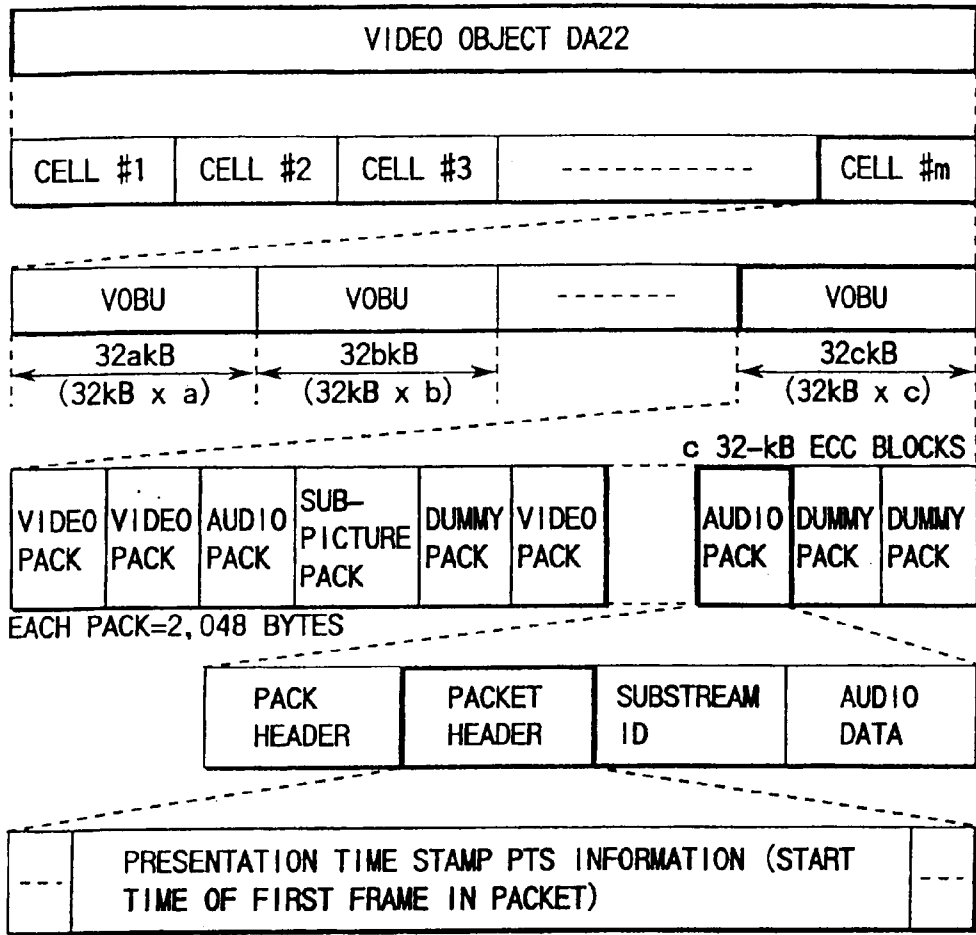 VIDEO OBJECT DA22
CELL #1 CELL #2 CELL #3 CELL #m
VOBU VOBU VOBU
32akB 32bkB 32ckB
(32kB x a) (32kB x b) (32kB x c)
c 32-kB ECC BLOCKS
VIDEO PACK
VIDEO PACK
AUDIO PACK
SUB-PICTURE PACK
DUMMY PACK
VIDEO PACK
AUDIO PACK
DUMMY PACK
DUMMY PACK
EACH PACK=2,048 BYTES
PACK HEADER
PACKET HEADER
SUBSTREAM ID
AUDIO DATA
PRESENTATION TIME STAMP PTS INFORMATION (START
TIME OF FIRST FRAME IN PACKET)